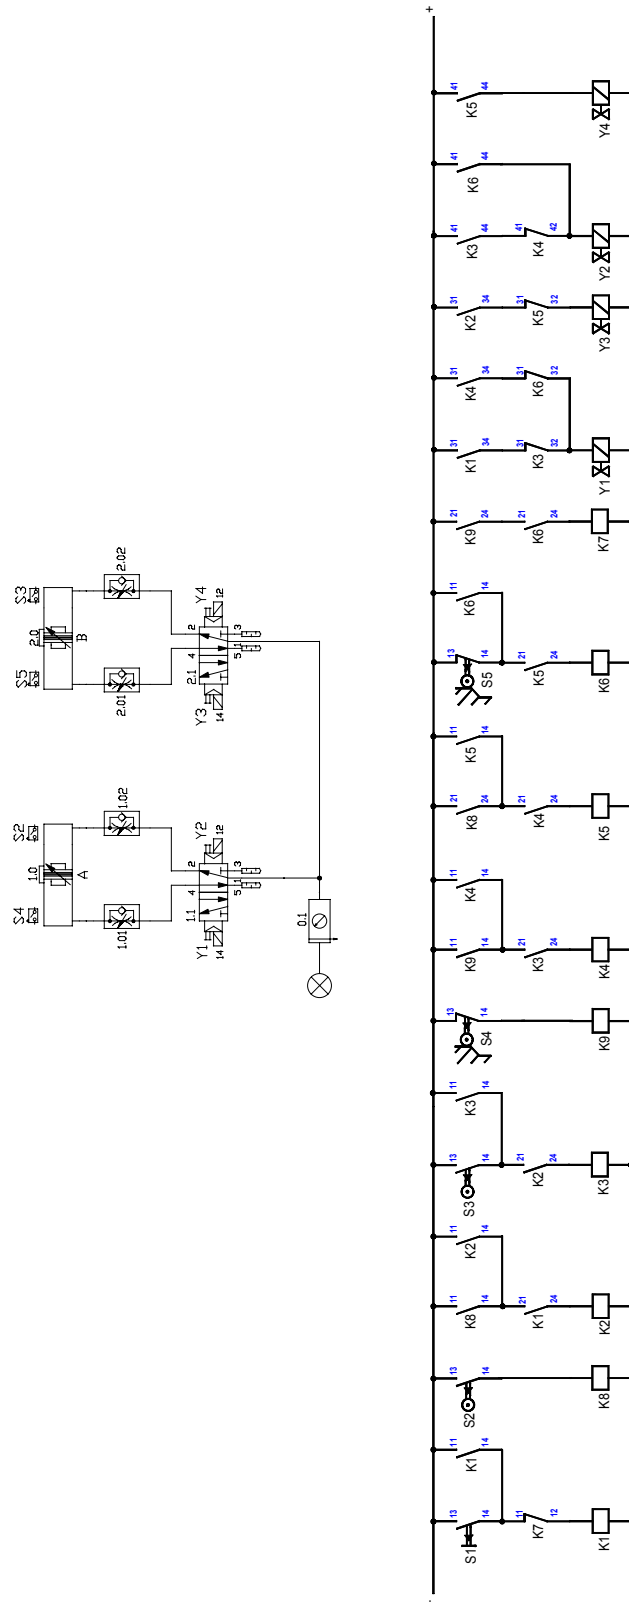 S5 2.0 S3
B
2.01 2.02
Y3 2.1 4 2 Y4
14 5 1 3 12
S4 1.0 S2
A
1.01 1.02
Y1 1.1 4 2 Y2
14 5 1 3 12
0.1
+
13 14 S1 11 12 K7 K1
11 14 K1
13 14 S2 K8
11 14 K8 21 24 K1 K2
11 14 K2
13 14 S3 21 24 K2 K3
11 14 K3
13 14 S4 K9
11 14 K9 21 24 K3 K4
11 14 K4
21 24 K8 21 24 K4 K5
11 14 K5
13 14 S5 21 24 K5 K6
11 14 K6
21 24 K9 21 24 K6 K7
31 34 K1 31 32 K3 Y1
31 34 K4 31 32 K6
31 34 K2 31 32 K5 Y3
41 44 K3 41 42 K4 Y2
41 44 K6
41 44 K5 Y4